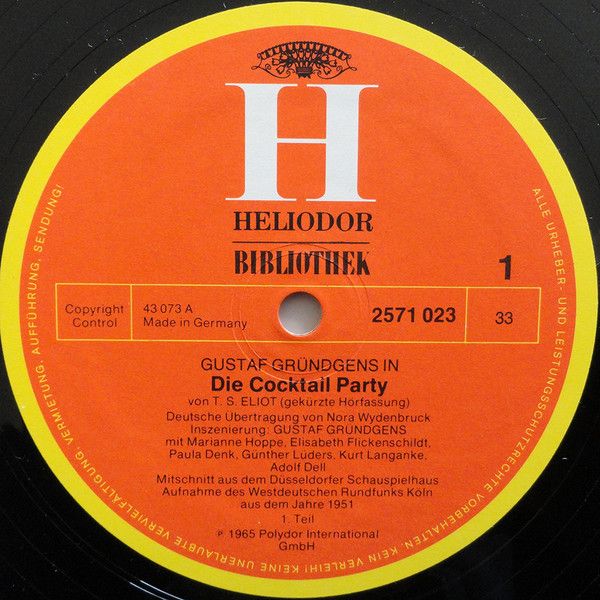 H
HELIODOR
BIBLIOTHEK
1
Copyright
Control
43 073 A
Made in Germany
2571 023
33
GUSTAF GRÜNDGENS IN
Die Cocktail Party
von T. S. ELIOT (gekürzte Hörfassung)
Deutsche Übertragung von Nora Wydenbruck
Inszenierung: GUSTAF GRÜNDGENS
mit Marianne Hoppe, Elisabeth Flickenschildt,
Paula Denk, Günther Lüders, Kurt Langanke,
Adolf Dell
Mitschnitt aus dem Düsseldorfer Schauspielhaus
Aufnahme des Westdeutschen Rundfunks Köln
aus dem Jahre 1951
1. Teil
℗ 1965 Polydor International
GmbH
ALLE URHEBER- UND LEISTUNGSSCHUTZRECHTE VORBEHALTEN. KEIN VERLEIH! KEINE UNERLAUBTE VERVIELFÄLTIGUNG, VERMIETUNG, AUFFÜHRUNG, SENDUNG!